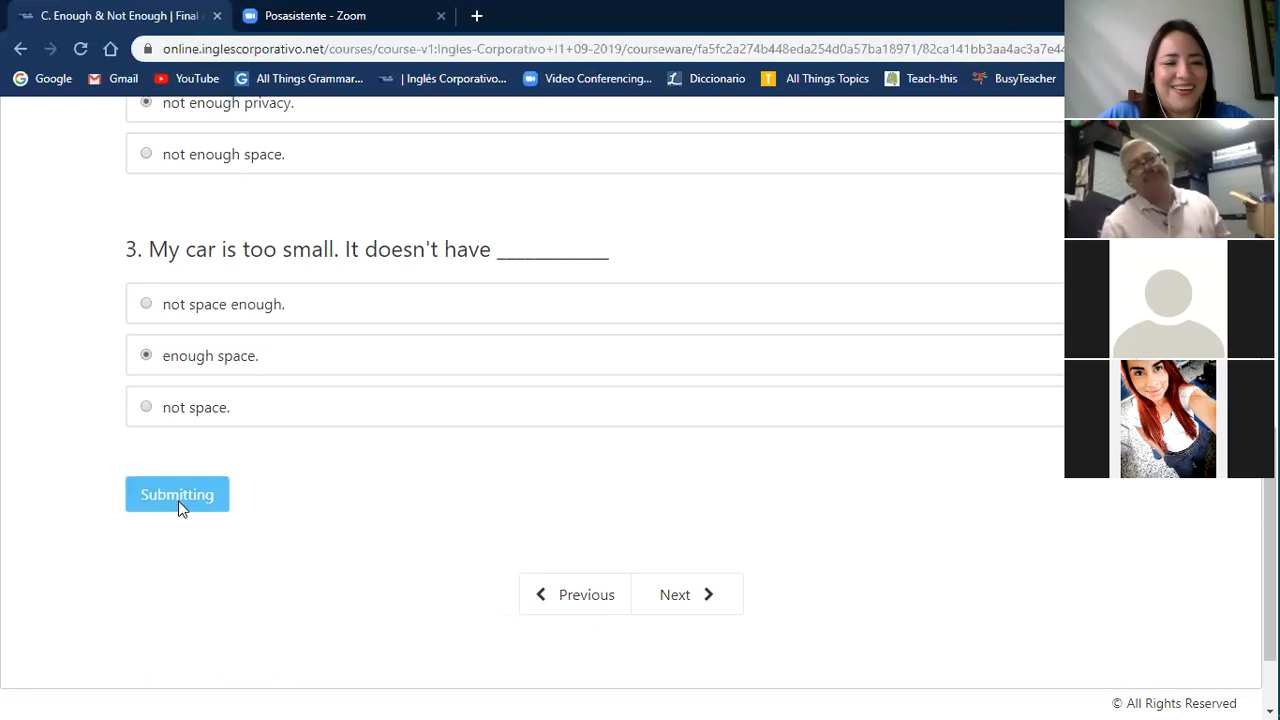 C. Enough & Not Enough | Final
Posasistente - Zoom
online.inglescorporativo.net/courses/course-v1:Ingles-Corporativo+I1+09-2019/courseware/fa5fc2a274b448eda254d0b57ba18971/82ca141bb3aa4ac3a7e44
Google
Gmail
YouTube
All Things Grammar...
| Inglés Corporativo...
Video Conferencing...
Diccionario
All Things Topics
Teach-this
BusyTeacher
not enough privacy.
not enough space.
3. My car is too small. It doesn't have ____________
not space enough.
enough space.
not space.
Submitting
Previous
Next
© All Rights Reserved